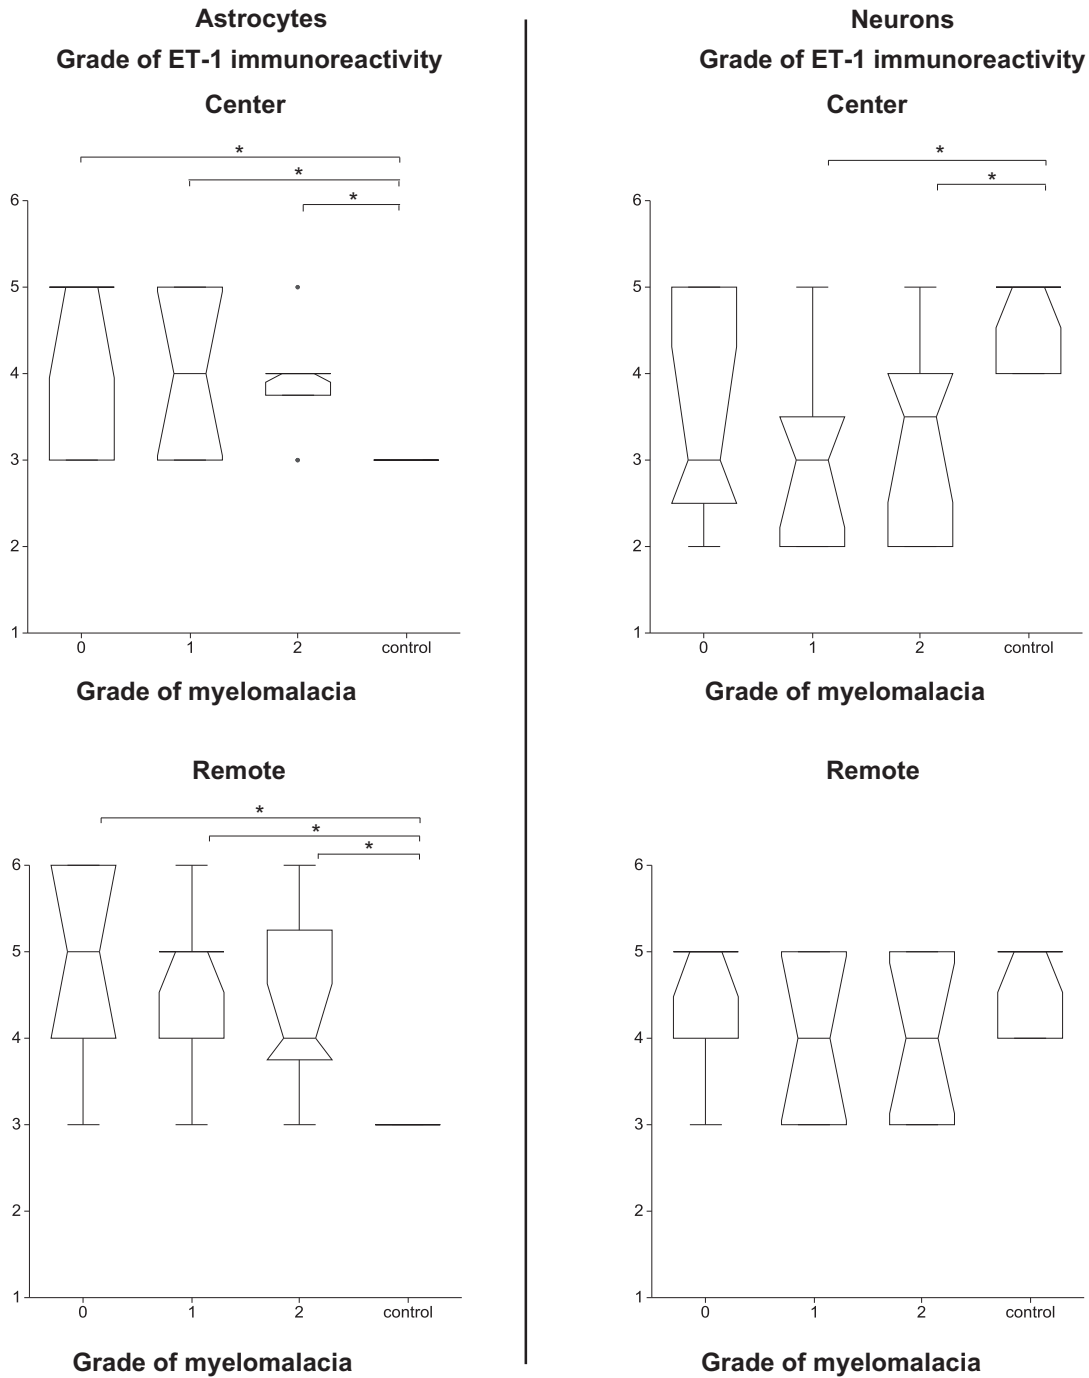 Astrocytes
Grade of ET-1 immunoreactivity
Center
*
*
*
6
5
4
3
2
1
0 1 2 control
Grade of myelomalacia
Remote
*
*
*
6
5
4
3
2
1
0 1 2 control
Grade of myelomalacia
Neurons
Grade of ET-1 immunoreactivity
Center
*
*
6
5
4
3
2
1
0 1 2 control
Grade of myelomalacia
Remote
6
5
4
3
2
1
0 1 2 control
Grade of myelomalacia